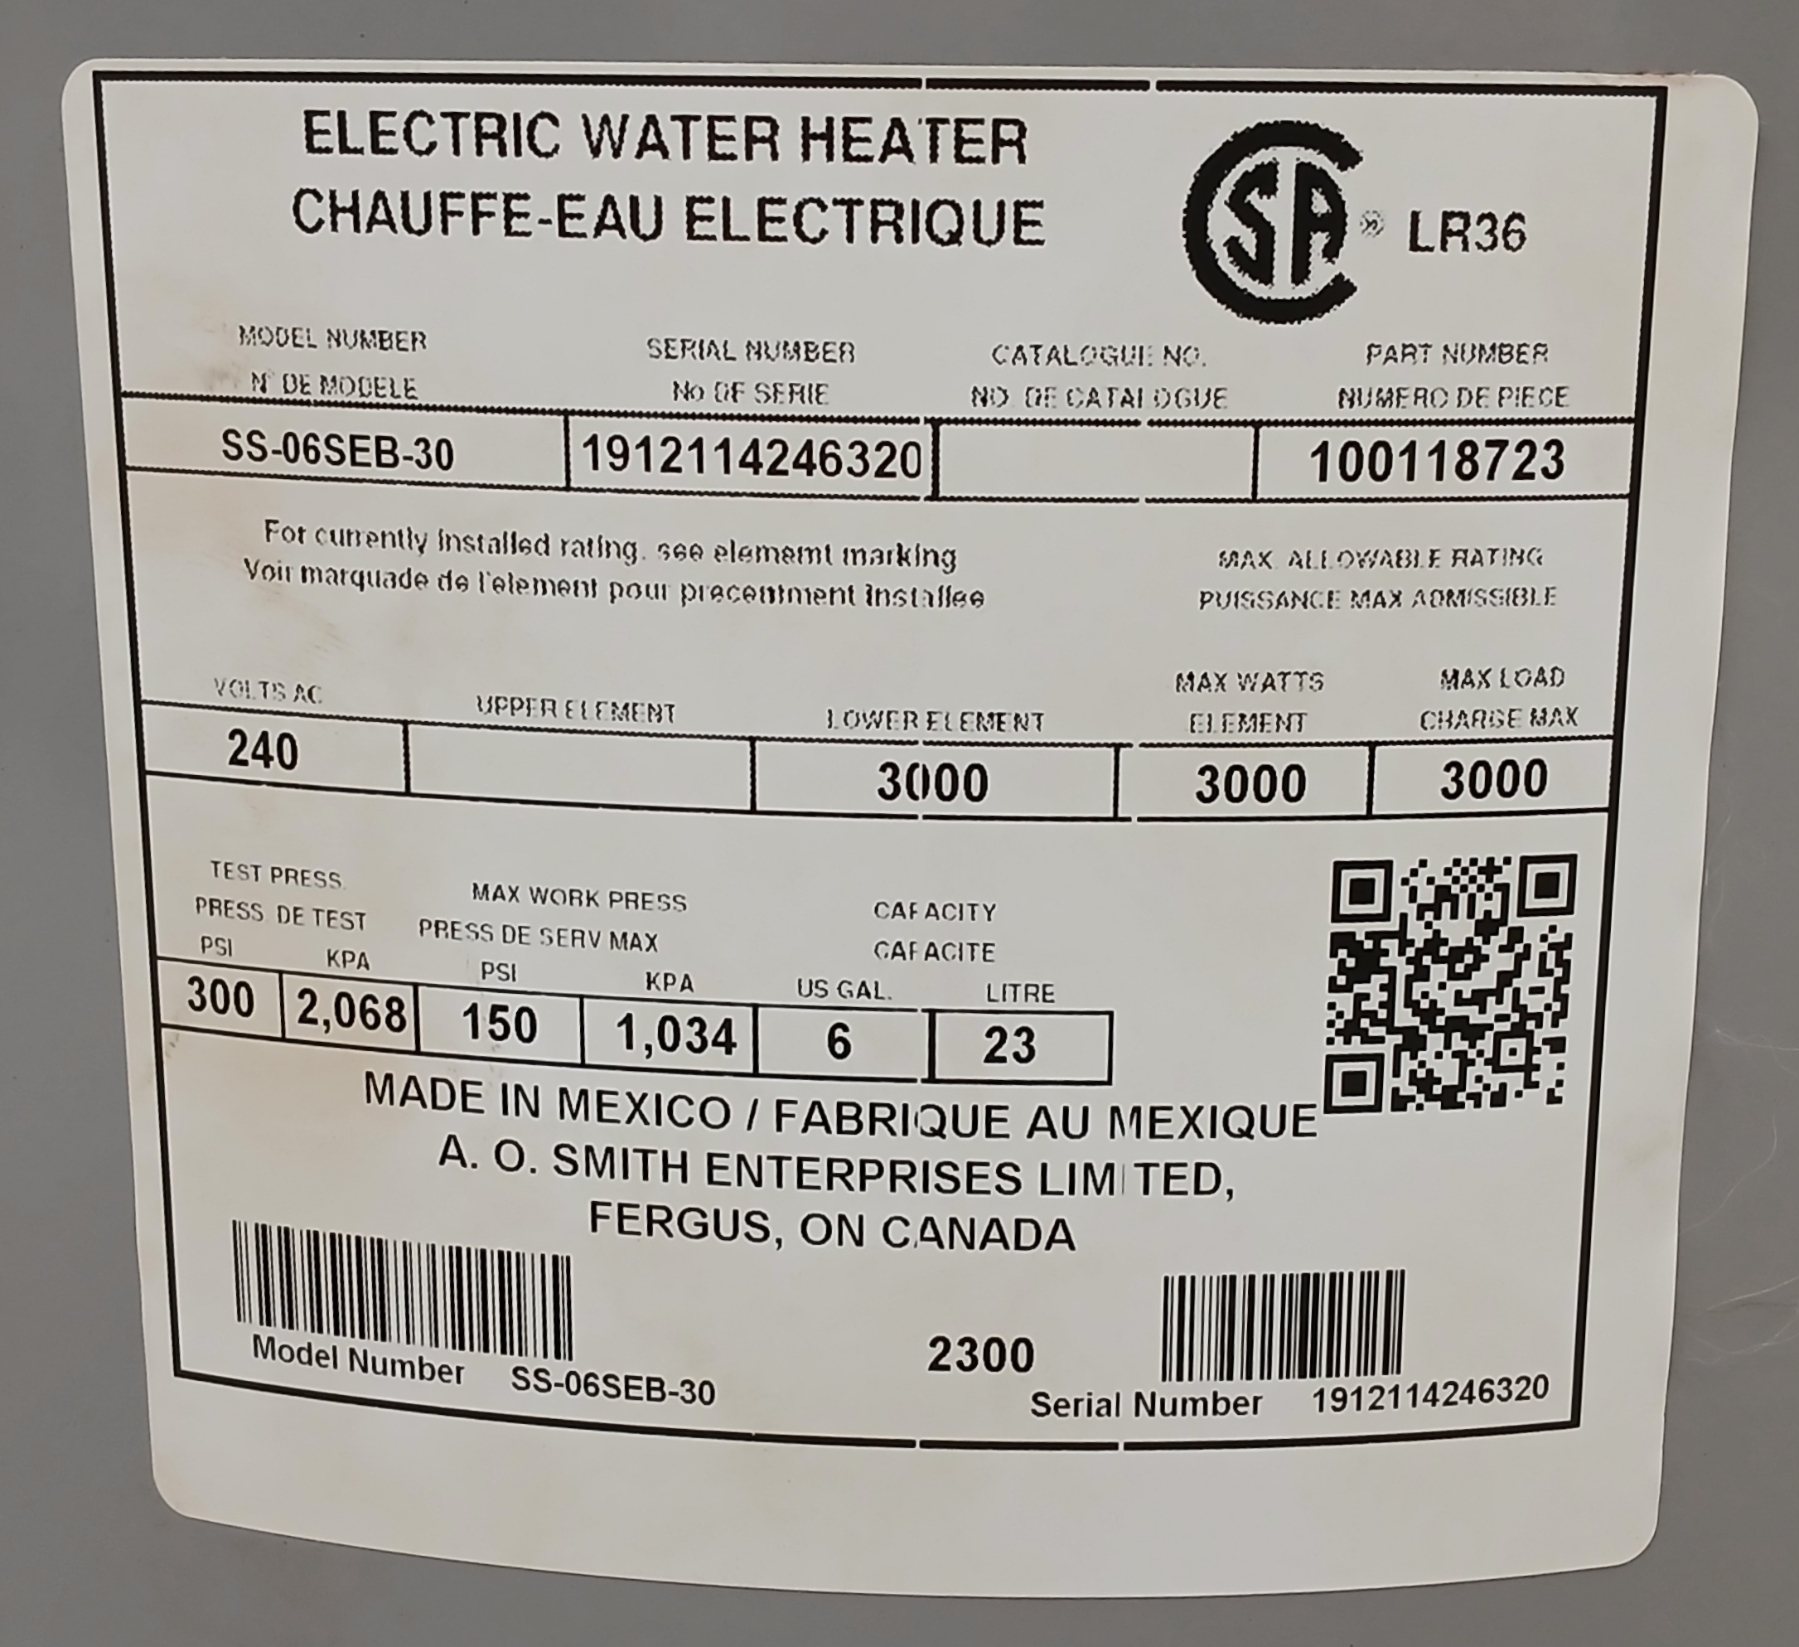 ELECTRIC WATER HEATER
CHAUFFE-EAU ELECTRIQUE
CSA ® LR36
MODEL NUMBER SERIAL NUMBER CATALOGUE NO. PART NUMBER
N° DE MODELE No DE SERIE NO. DE CATALOGUE NUMERO DE PIECE
SS-06SEB-30 1912114246320 100118723
For currently installed rating, see elememt marking
Voir marquade de l'element pour precentment installee
MAX. ALLOWABLE RATING
PUISSANCE MAX ADMISSIBLE
VOLTS AC UPPER ELEMENT LOWER ELEMENT MAX WATTS ELEMENT MAX LOAD CHARGE MAX
240 3000 3000 3000
TEST PRESS. MAX WORK PRESS CAPACITY
PRESS. DE TEST PRESS DE SERV MAX CAPACITE
PSI KPA PSI KPA US GAL. LITRE
300 2,068 150 1,034 6 23
MADE IN MEXICO / FABRIQUE AU MEXIQUE
A. O. SMITH ENTERPRISES LIMITED,
FERGUS, ON CANADA
2300
Model Number SS-06SEB-30
Serial Number 1912114246320